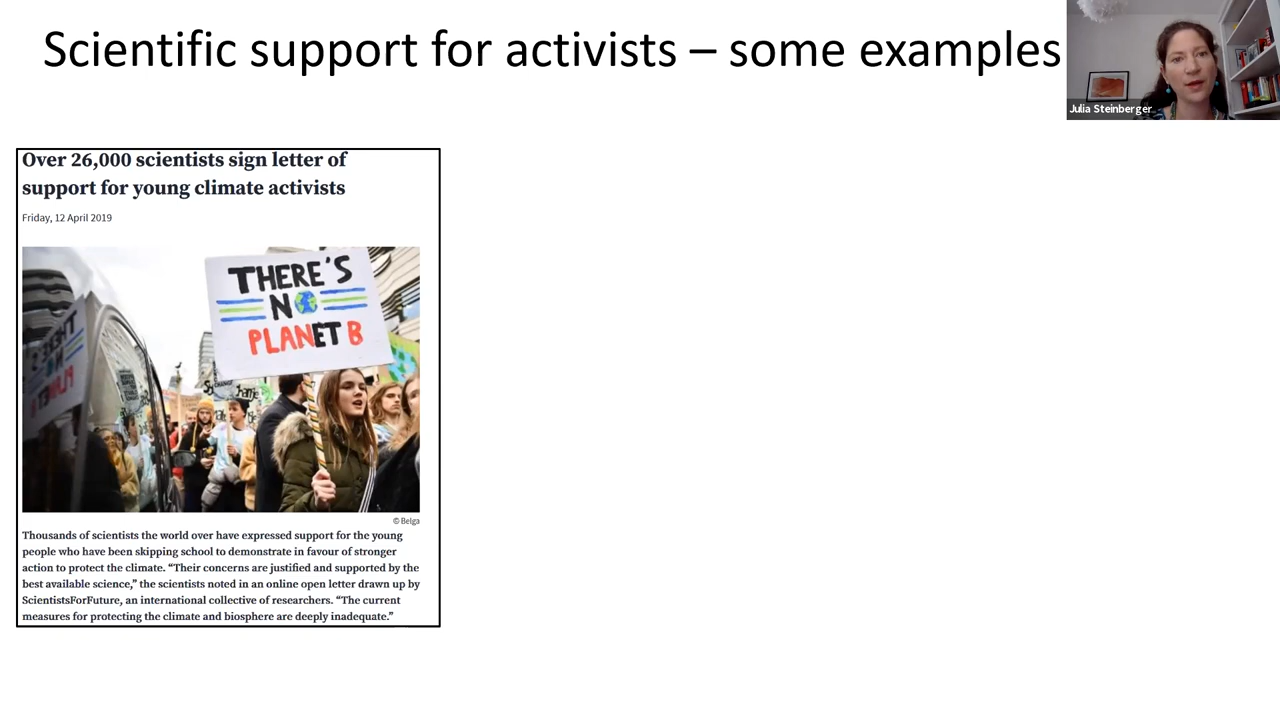 Scientific support for activists – some examples
Julia Steinberger
Over 26,000 scientists sign letter of
support for young climate activists
Friday, 12 April 2019
THERE'S
NO
PLANET B
© Belga
Thousands of scientists the world over have expressed support for the young
people who have been skipping school to demonstrate in favour of stronger
action to protect the climate. “Their concerns are justified and supported by the
best available science,” the scientists noted in an online open letter drawn up by
ScientistsForFuture, an international collective of researchers. “The current
measures for protecting the climate and biosphere are deeply inadequate.”